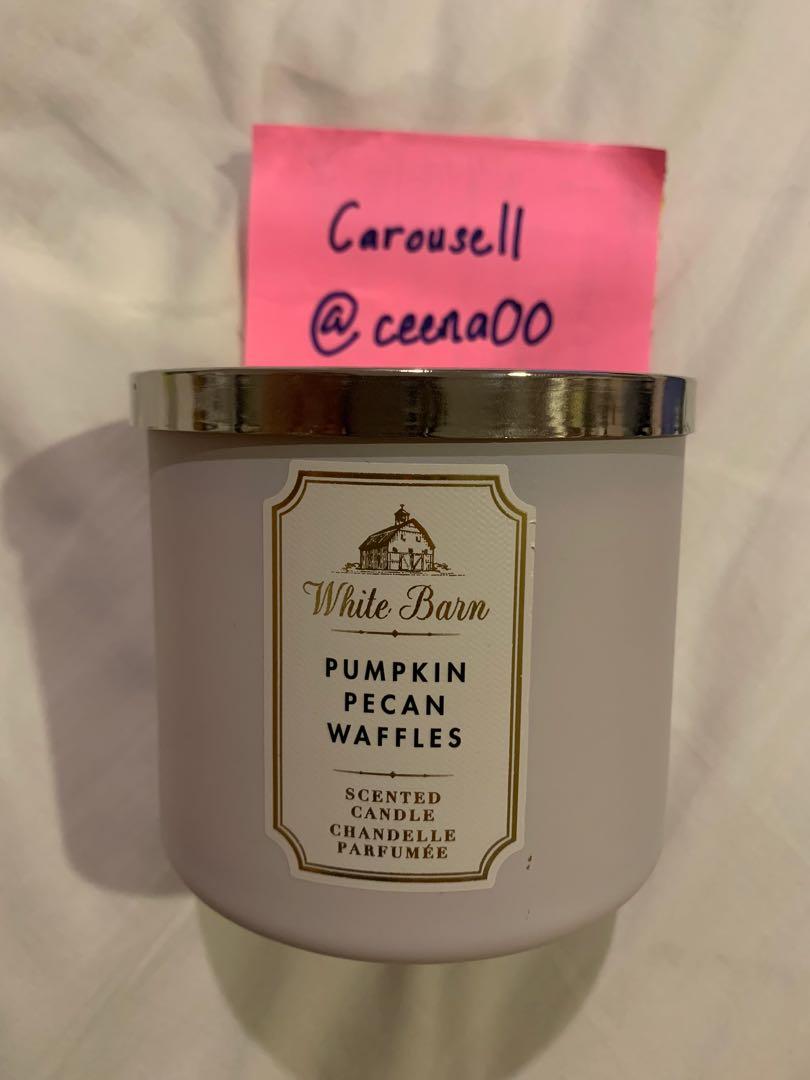 Carousell
@ceena00
White Barn
PUMPKIN
PECAN
WAFFLES
SCENTED
CANDLE
CHANDELLE
PARFUMÉE